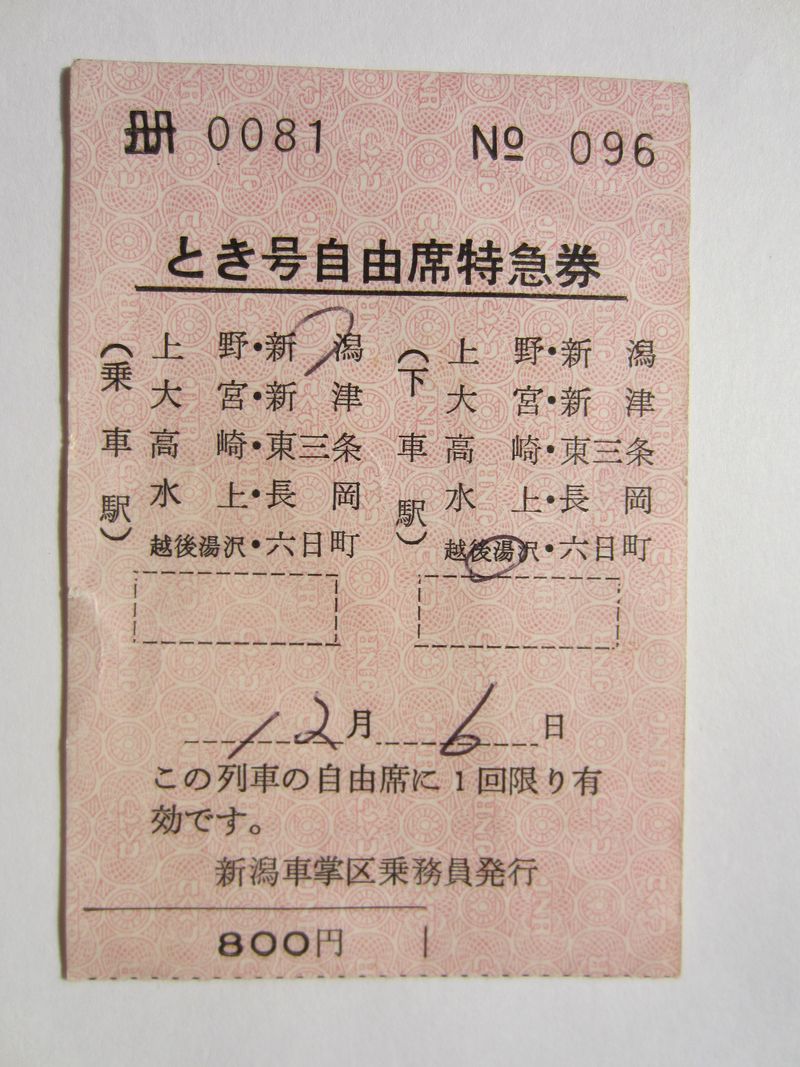 册 0081 No 096
とき号自由席特急券
(乗車駅)
上野・新潟
大宮・新津
高崎・東三条
水上・長岡
越後湯沢・六日町
(下車駅)
上野・新潟
大宮・新津
高崎・東三条
水上・長岡
越後湯沢・六日町
12月6日
この列車の自由席に1回限り有
効です。
新潟車掌区乗務員発行
800円